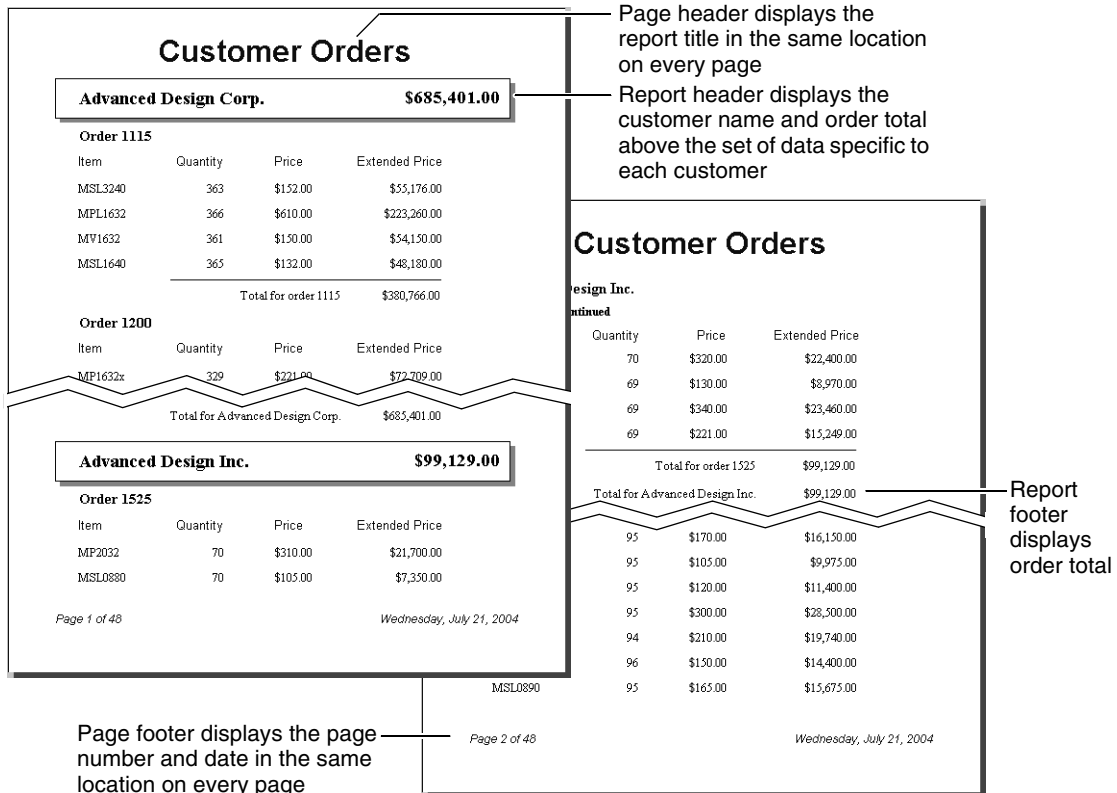 Customer Orders
Advanced Design Corp. $685,401.00
Order 1115
Item Quantity Price Extended Price
MSL3240 363 $152.00 $55,176.00
MPL1632 366 $610.00 $223,260.00
MV1632 361 $150.00 $54,150.00
MSL1640 365 $132.00 $48,180.00
Total for order 1115 $380,766.00
Order 1200
Item Quantity Price Extended Price
MP1632x 329 $221.00 $72,709.00
Total for Advanced Design Corp. $685,401.00
Advanced Design Inc. $99,129.00
Order 1525
Item Quantity Price Extended Price
MP2032 70 $310.00 $21,700.00
MSL0880 70 $105.00 $7,350.00
Page 1 of 48 Wednesday, July 21, 2004
Page header displays the
report title in the same location
on every page
Report header displays the
customer name and order total
above the set of data specific to
each customer
Customer Orders
esign Inc.
ntinued
Quantity Price Extended Price
70 $320.00 $22,400.00
69 $130.00 $8,970.00
69 $340.00 $23,460.00
69 $221.00 $15,249.00
Total for order 1525 $99,129.00
Total for Advanced Design Inc. $99,129.00
95 $170.00 $16,150.00
95 $105.00 $9,975.00
95 $120.00 $11,400.00
95 $300.00 $28,500.00
94 $210.00 $19,740.00
96 $150.00 $14,400.00
MSL0890 95 $165.00 $15,675.00
Page 2 of 48 Wednesday, July 21, 2004
Report
footer
displays
order total
Page footer displays the page
number and date in the same
location on every page